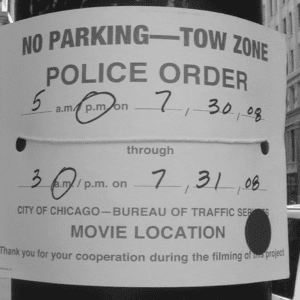 NO PARKING—TOW ZONE
POLICE ORDER
5 a.m./p.m. on 7, 30, 08
through
3 a.m./p.m. on 7, 31, 08
CITY OF CHICAGO—BUREAU OF TRAFFIC
MOVIE LOCATION
Thank you for your cooperation during the filming of this project